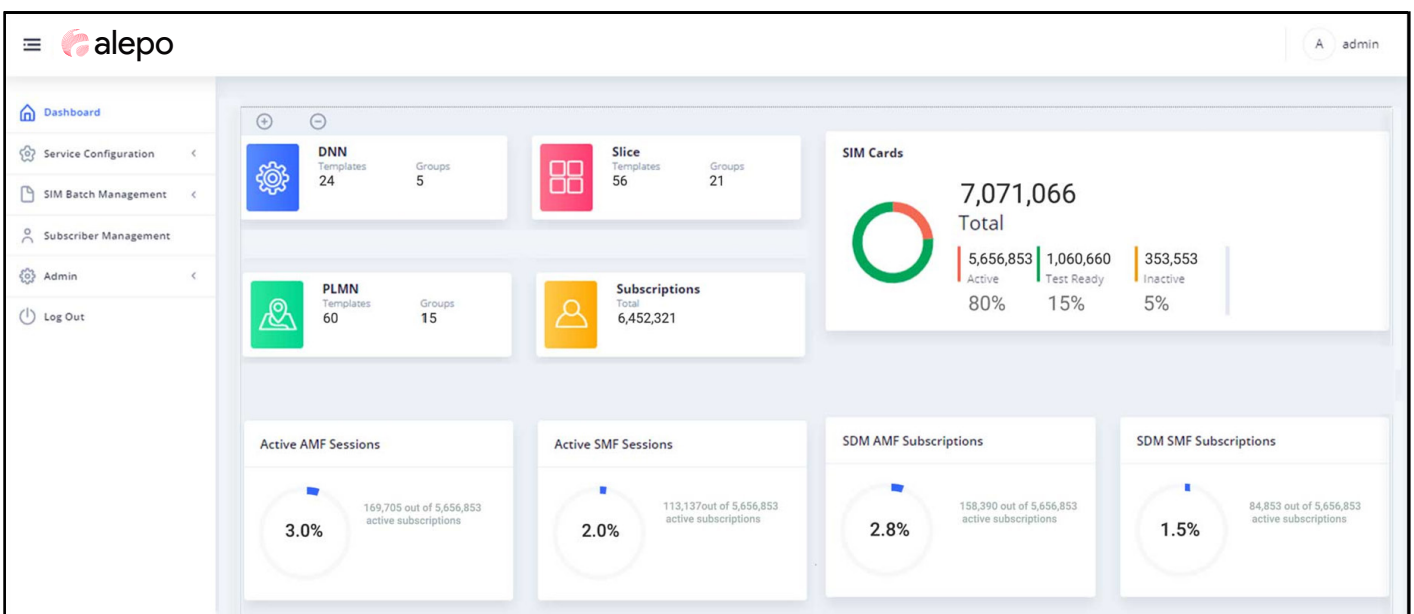 alepo
A admin
Dashboard
Service Configuration
SIM Batch Management
Subscriber Management
Admin
Log Out
DNN
Templates Groups
24 5
Slice
Templates Groups
56 21
PLMN
Templates Groups
60 15
Subscriptions
Total
6,452,321
SIM Cards
7,071,066
Total
5,656,853 1,060,660 353,553
Active Test Ready Inactive
80% 15% 5%
Active AMF Sessions
3.0%
169,705 out of 5,656,853
active subscriptions
Active SMF Sessions
2.0%
113,137out of 5,656,853
active subscriptions
SDM AMF Subscriptions
2.8%
158,390 out of 5,656,853
active subscriptions
SDM SMF Subscriptions
1.5%
84,853 out of 5,656,853
active subscriptions